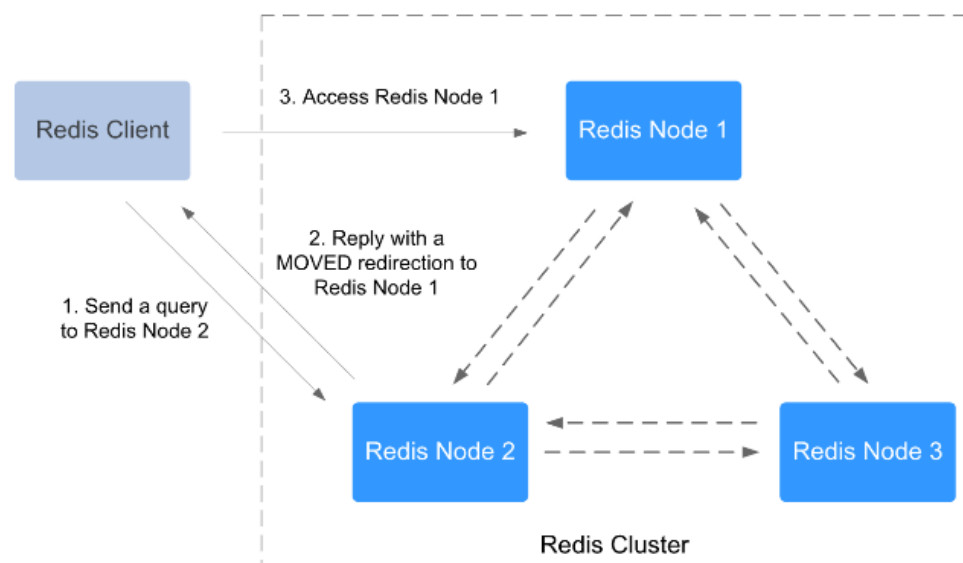 3. Access Redis Node 1
Redis Client
Redis Node 1
2. Reply with a
MOVED redirection to
Redis Node 1
1. Send a query
to Redis Node 2
Redis Node 2
Redis Node 3
Redis Cluster